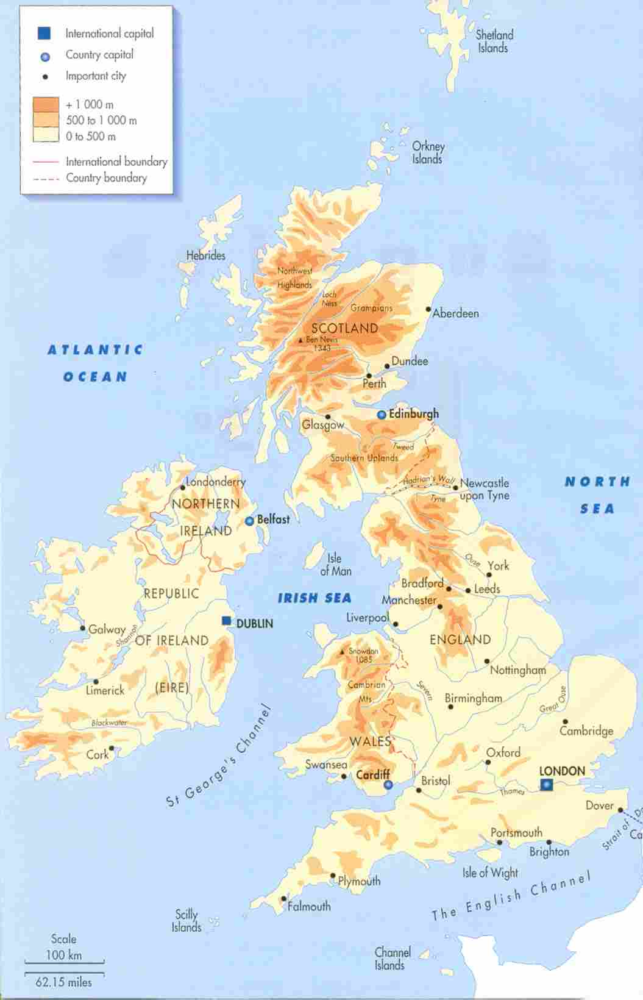 International capital
Country capital
Important city
+ 1 000 m
500 to 1 000 m
0 to 500 m
International boundary
Country boundary
Shetland
Islands
Orkney
Islands
Hebrides
Northwest
Highlands
Loch
Ness
Grampians
Aberdeen
SCOTLAND
Ben Nevis
1343
ATLANTIC
OCEAN
Dundee
Perth
Edinburgh
Glasgow
Tweed
Southern Uplands
Hadrian's Wall
Newcastle
upon Tyne
Tyne
NORTH
SEA
Londonderry
NORTHERN
IRELAND
Belfast
Isle
of Man
Ouse
York
Bradford
Leeds
Manchester
IRISH SEA
Liverpool
REPUBLIC
DUBLIN
Galway
Shannon
OF IRELAND
ENGLAND
Snowdon
1085
Nottingham
Limerick
(EIRE)
Cambrian
Mts
Severn
Birmingham
Great Ouse
Cambridge
Blackwater
Cork
St George's Channel
WALES
Swansea
Cardiff
Oxford
LONDON
Bristol
Thames
Dover
Strait of Do
Ca
Portsmouth
Brighton
Isle of Wight
Plymouth
Falmouth
The English Channel
Scilly
Islands
Channel
Islands
Scale
100 km
62.15 miles